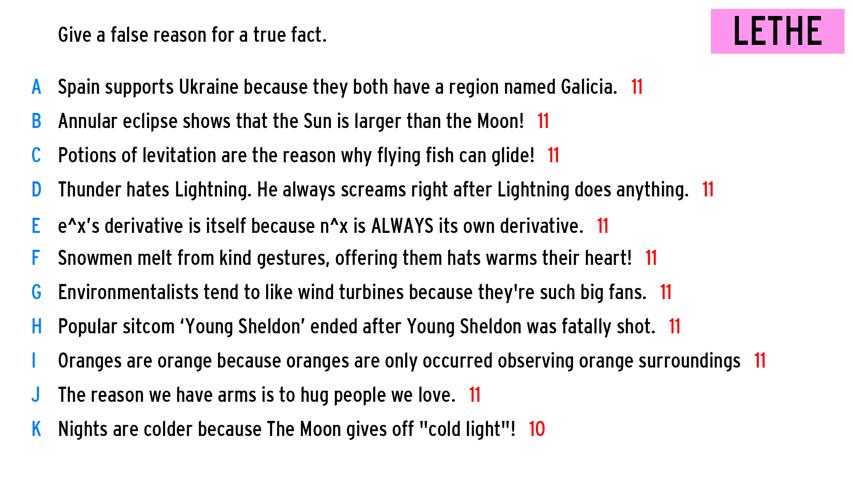 Give a false reason for a true fact.
LETHE
A Spain supports Ukraine because they both have a region named Galicia. 11
B Annular eclipse shows that the Sun is larger than the Moon! 11
C Potions of levitation are the reason why flying fish can glide! 11
D Thunder hates Lightning. He always screams right after Lightning does anything. 11
E e^x's derivative is itself because n^x is ALWAYS its own derivative. 11
F Snowmen melt from kind gestures, offering them hats warms their heart! 11
G Environmentalists tend to like wind turbines because they're such big fans. 11
H Popular sitcom ‘Young Sheldon’ ended after Young Sheldon was fatally shot. 11
I Oranges are orange because oranges are only occurred observing orange surroundings 11
J The reason we have arms is to hug people we love. 11
K Nights are colder because The Moon gives off "cold light"! 10